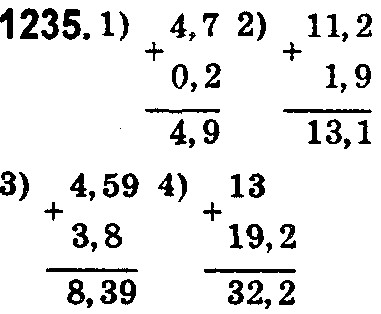 1235. 1) 4,7 2) 11,2
+ 0,2 + 1,9
4,9 13,1
3) 4,59 4) 13
+ 3,8 + 19,2
8,39 32,2